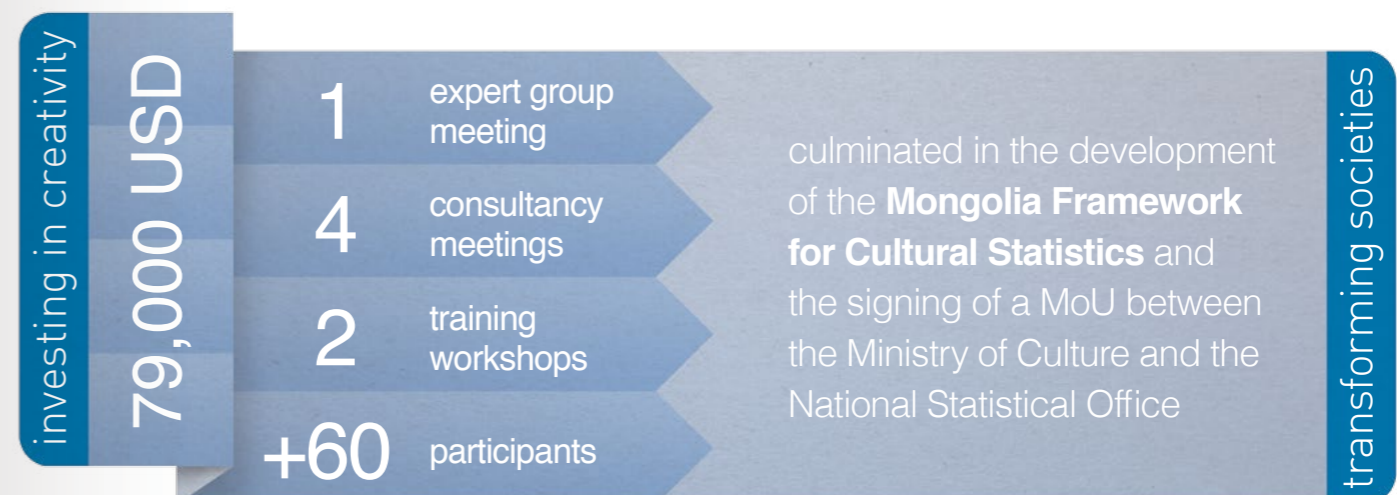 investing in creativity
79,000 USD
1
expert group
meeting
4
consultancy
meetings
2
training
workshops
+60
participants
culminated in the development
of the Mongolia Framework
for Cultural Statistics and
the signing of a MoU between
the Ministry of Culture and the
National Statistical Office
transforming societies